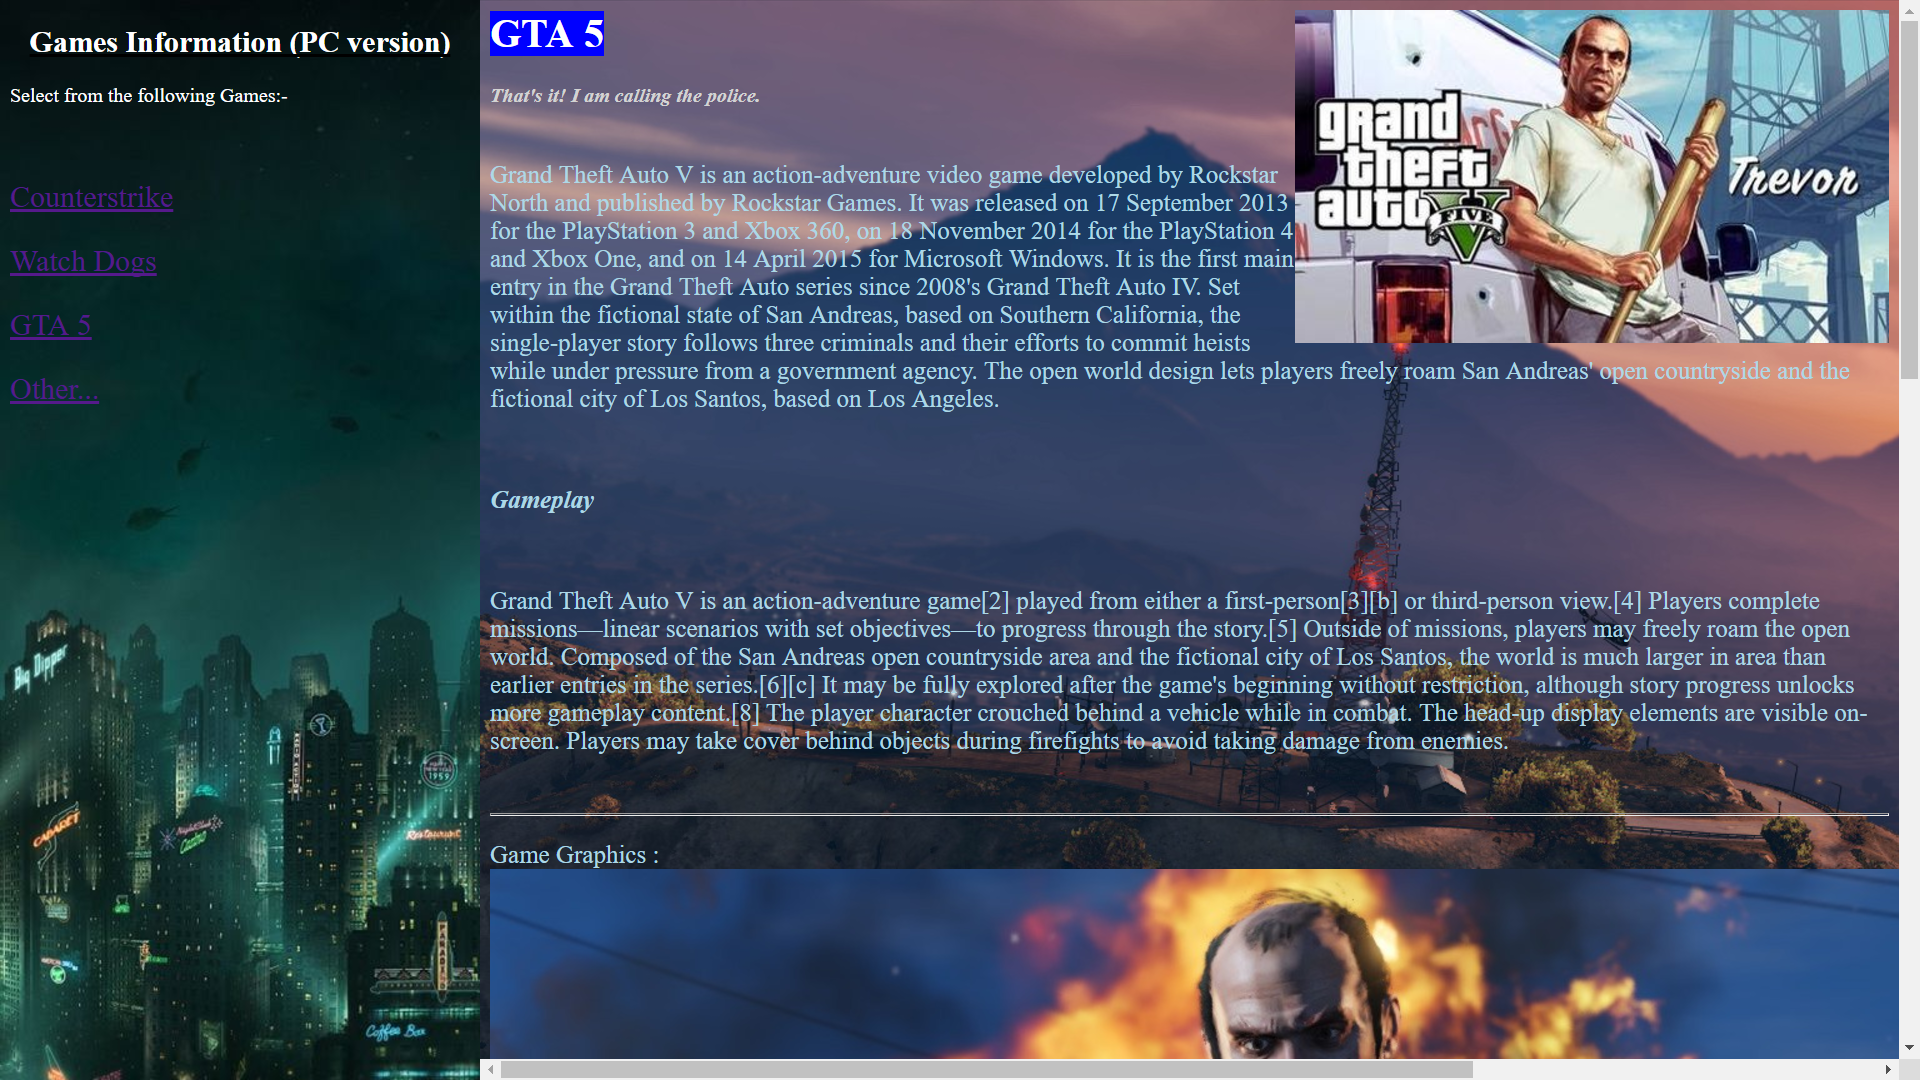 Games Information (PC version)
Select from the following Games:-
Counterstrike
Watch Dogs
GTA 5
Other...
Big Dipper
HAPPY
NEW YEAR
1959
CABARET
Nightclub
Casino
Restaurant
PARADISE
Coffee Bar
GTA 5
That's it! I am calling the police.
grand
theft
auto
FIVE
Trevor
Grand Theft Auto V is an action-adventure video game developed by Rockstar
North and published by Rockstar Games. It was released on 17 September 2013
for the PlayStation 3 and Xbox 360, on 18 November 2014 for the PlayStation 4
and Xbox One, and on 14 April 2015 for Microsoft Windows. It is the first main
entry in the Grand Theft Auto series since 2008's Grand Theft Auto IV. Set
within the fictional state of San Andreas, based on Southern California, the
single-player story follows three criminals and their efforts to commit heists
while under pressure from a government agency. The open world design lets players freely roam San Andreas' open countryside and the
fictional city of Los Santos, based on Los Angeles.
Gameplay
Grand Theft Auto V is an action-adventure game[2] played from either a first-person[3][b] or third-person view.[4] Players complete
missions—linear scenarios with set objectives—to progress through the story.[5] Outside of missions, players may freely roam the open
world. Composed of the San Andreas open countryside area and the fictional city of Los Santos, the world is much larger in area than
earlier entries in the series.[6][c] It may be fully explored after the game's beginning without restriction, although story progress unlocks
more gameplay content.[8] The player character crouched behind a vehicle while in combat. The head-up display elements are visible on-
screen. Players may take cover behind objects during firefights to avoid taking damage from enemies.
Game Graphics :